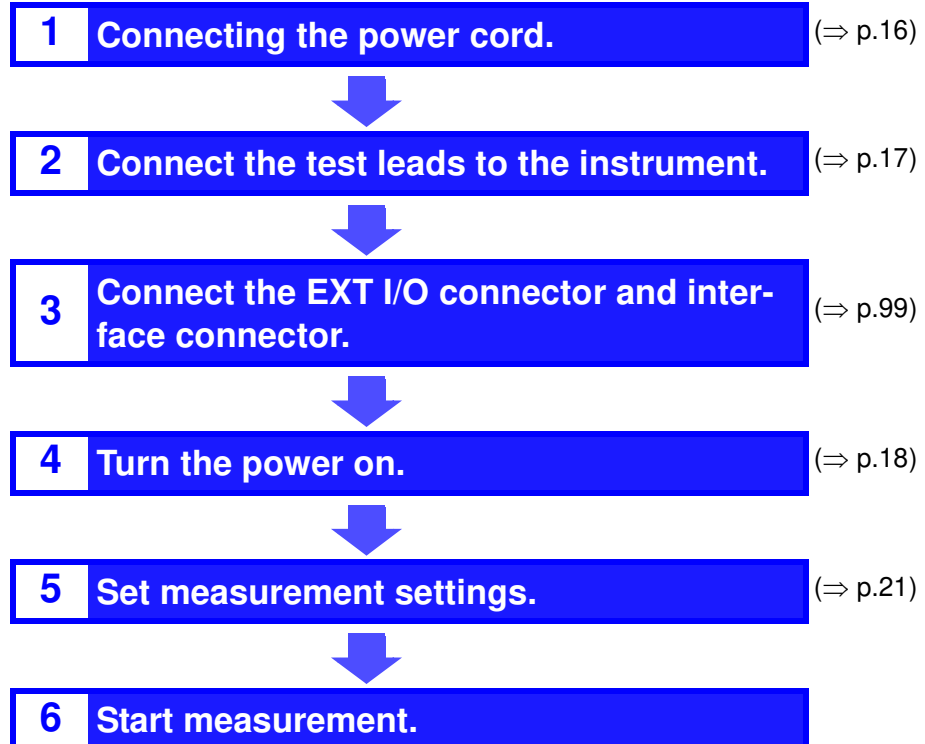 1 Connecting the power cord. (⇒ p.16)
2 Connect the test leads to the instrument. (⇒ p.17)
3 Connect the EXT I/O connector and inter-
face connector. (⇒ p.99)
4 Turn the power on. (⇒ p.18)
5 Set measurement settings. (⇒ p.21)
6 Start measurement.